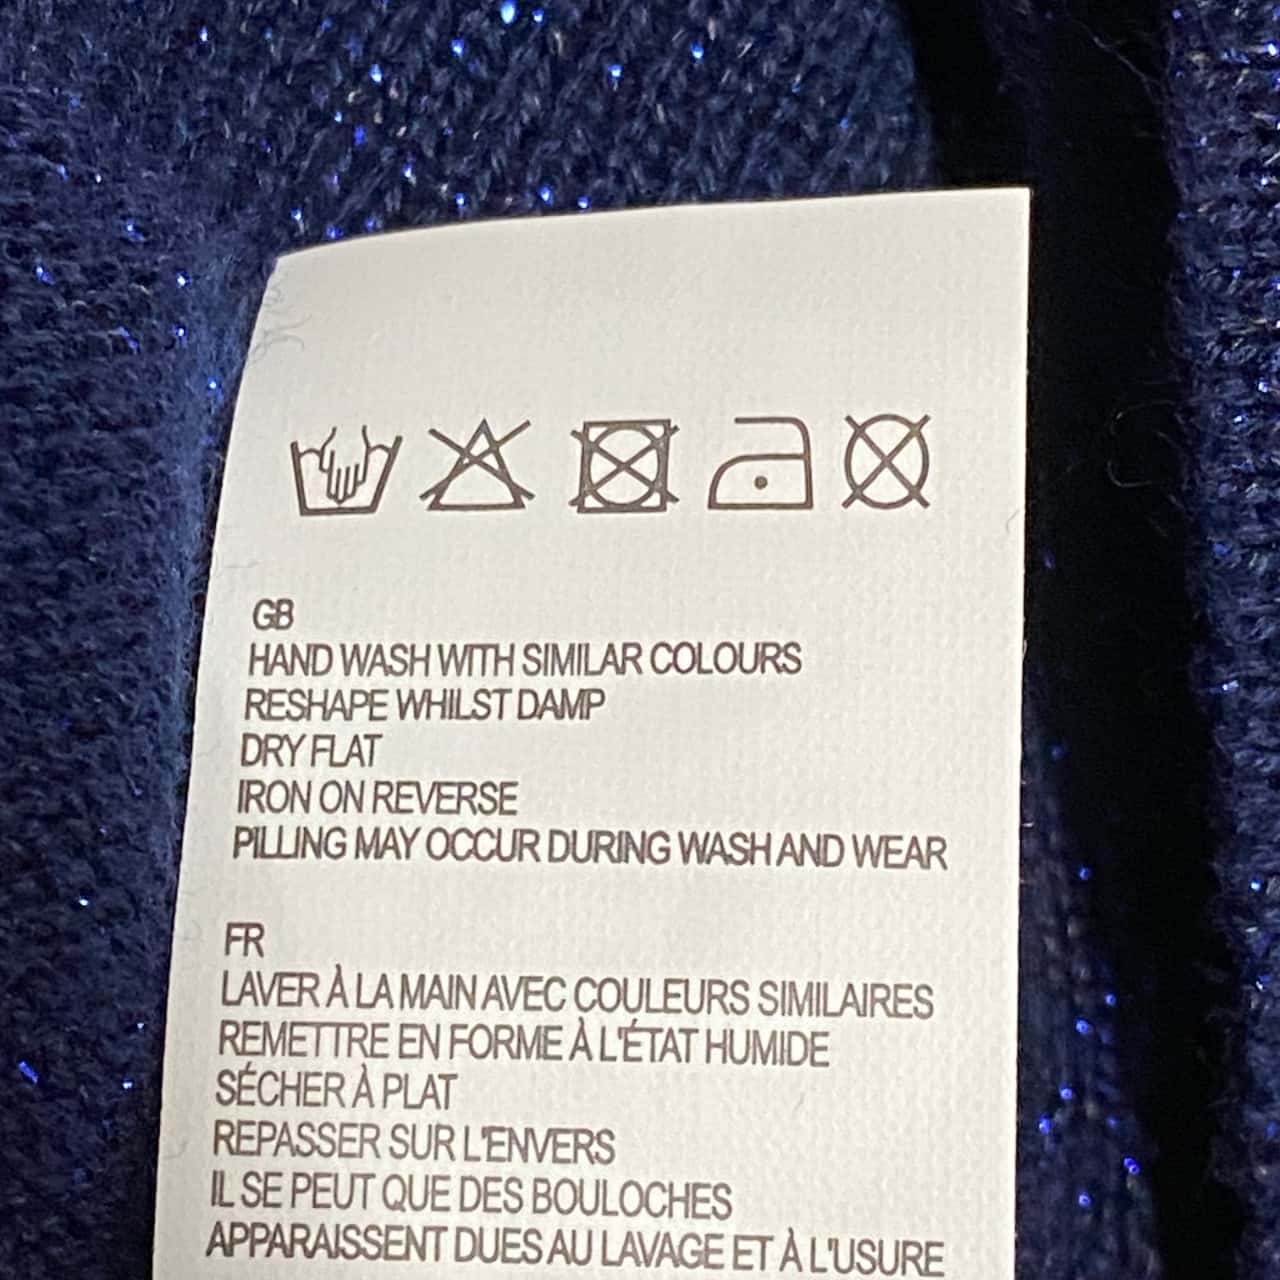 GB
HAND WASH WITH SIMILAR COLOURS
RESHAPE WHILST DAMP
DRY FLAT
IRON ON REVERSE
PILLING MAY OCCUR DURING WASH AND WEAR
FR
LAVER À LA MAIN AVEC COULEURS SIMILAIRES
REMETTRE EN FORME À L'ÉTAT HUMIDE
SÉCHER À PLAT
REPASSER SUR L'ENVERS
IL SE PEUT QUE DES BOULOCHES
APPARAISSENT DUES AU LAVAGE ET À L'USURE